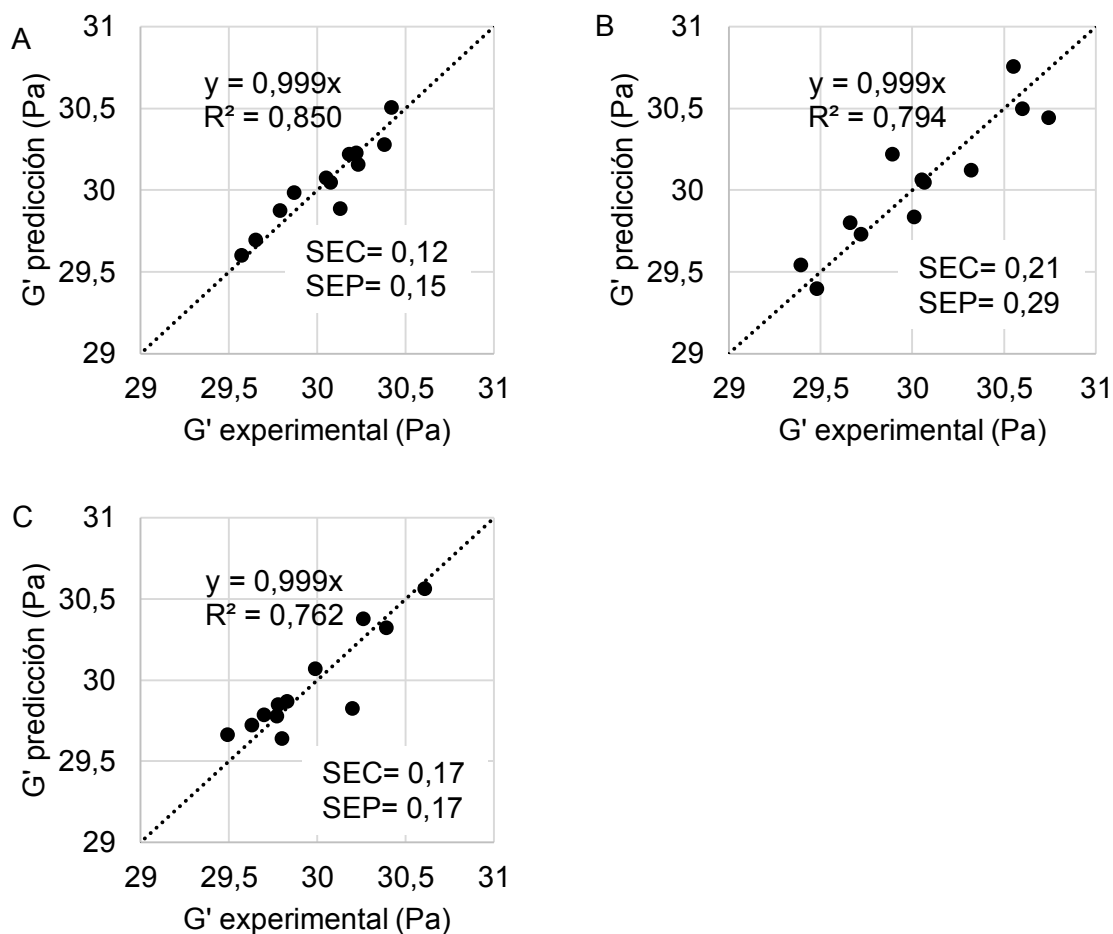 A
G' predicción (Pa)
31
30,5
30
29,5
29
y = 0,999x
R² = 0,850
SEC= 0,12
SEP= 0,15
29 29,5 30 30,5 31
G' experimental (Pa)
B
G' predicción (Pa)
31
30,5
30
29,5
29
y = 0,999x
R² = 0,794
SEC= 0,21
SEP= 0,29
29 29,5 30 30,5 31
G' experimental (Pa)
C
G' predicción (Pa)
31
30,5
30
29,5
29
y = 0,999x
R² = 0,762
SEC= 0,17
SEP= 0,17
29 29,5 30 30,5 31
G' experimental (Pa)